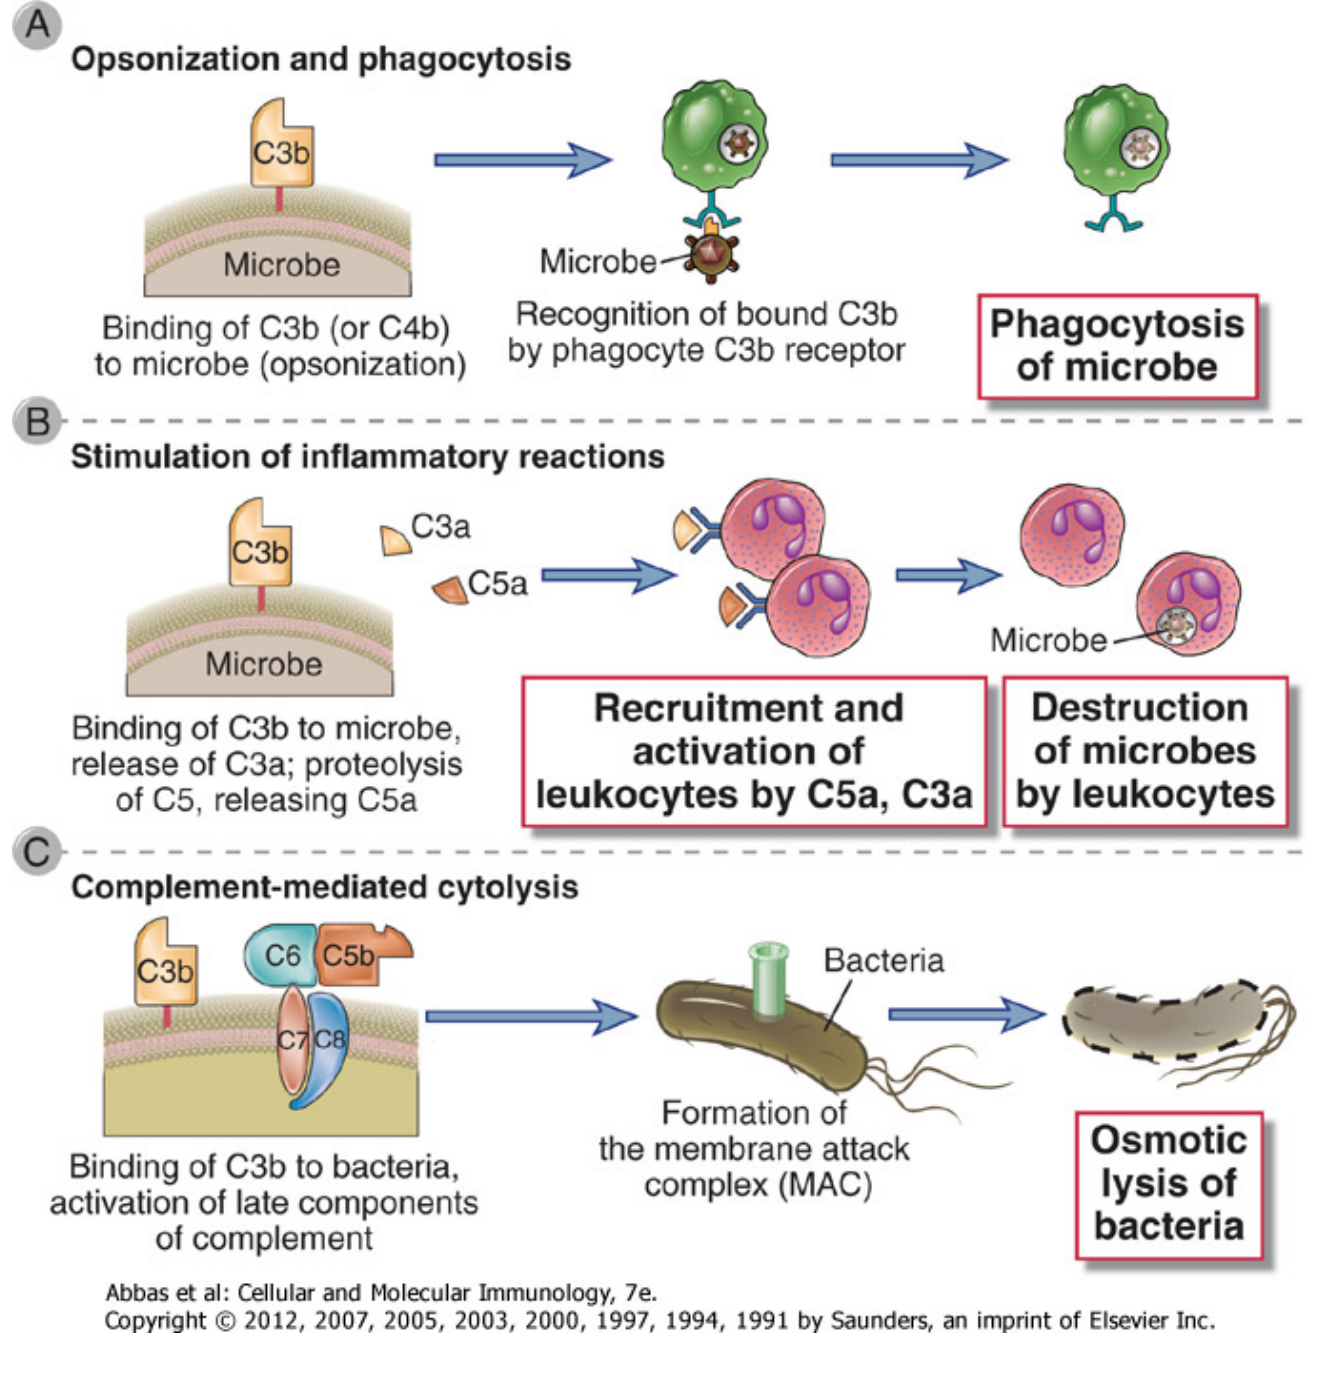 A
Opsonization and phagocytosis
C3b
Microbe
Binding of C3b (or C4b)
to microbe (opsonization)
Microbe
Recognition of bound C3b
by phagocyte C3b receptor
Phagocytosis
of microbe
B
Stimulation of inflammatory reactions
C3b
C3a
C5a
Microbe
Binding of C3b to microbe,
release of C3a; proteolysis
of C5, releasing C5a
Recruitment and
activation of
leukocytes by C5a, C3a
Microbe
Destruction
of microbes
by leukocytes
C
Complement-mediated cytolysis
C3b
C6
C5b
C7
C8
Binding of C3b to bacteria,
activation of late components
of complement
Bacteria
Formation of
the membrane attack
complex (MAC)
Osmotic
lysis of
bacteria
Abbas et al: Cellular and Molecular Immunology, 7e.
Copyright © 2012, 2007, 2005, 2003, 2000, 1997, 1994, 1991 by Saunders, an imprint of Elsevier Inc.